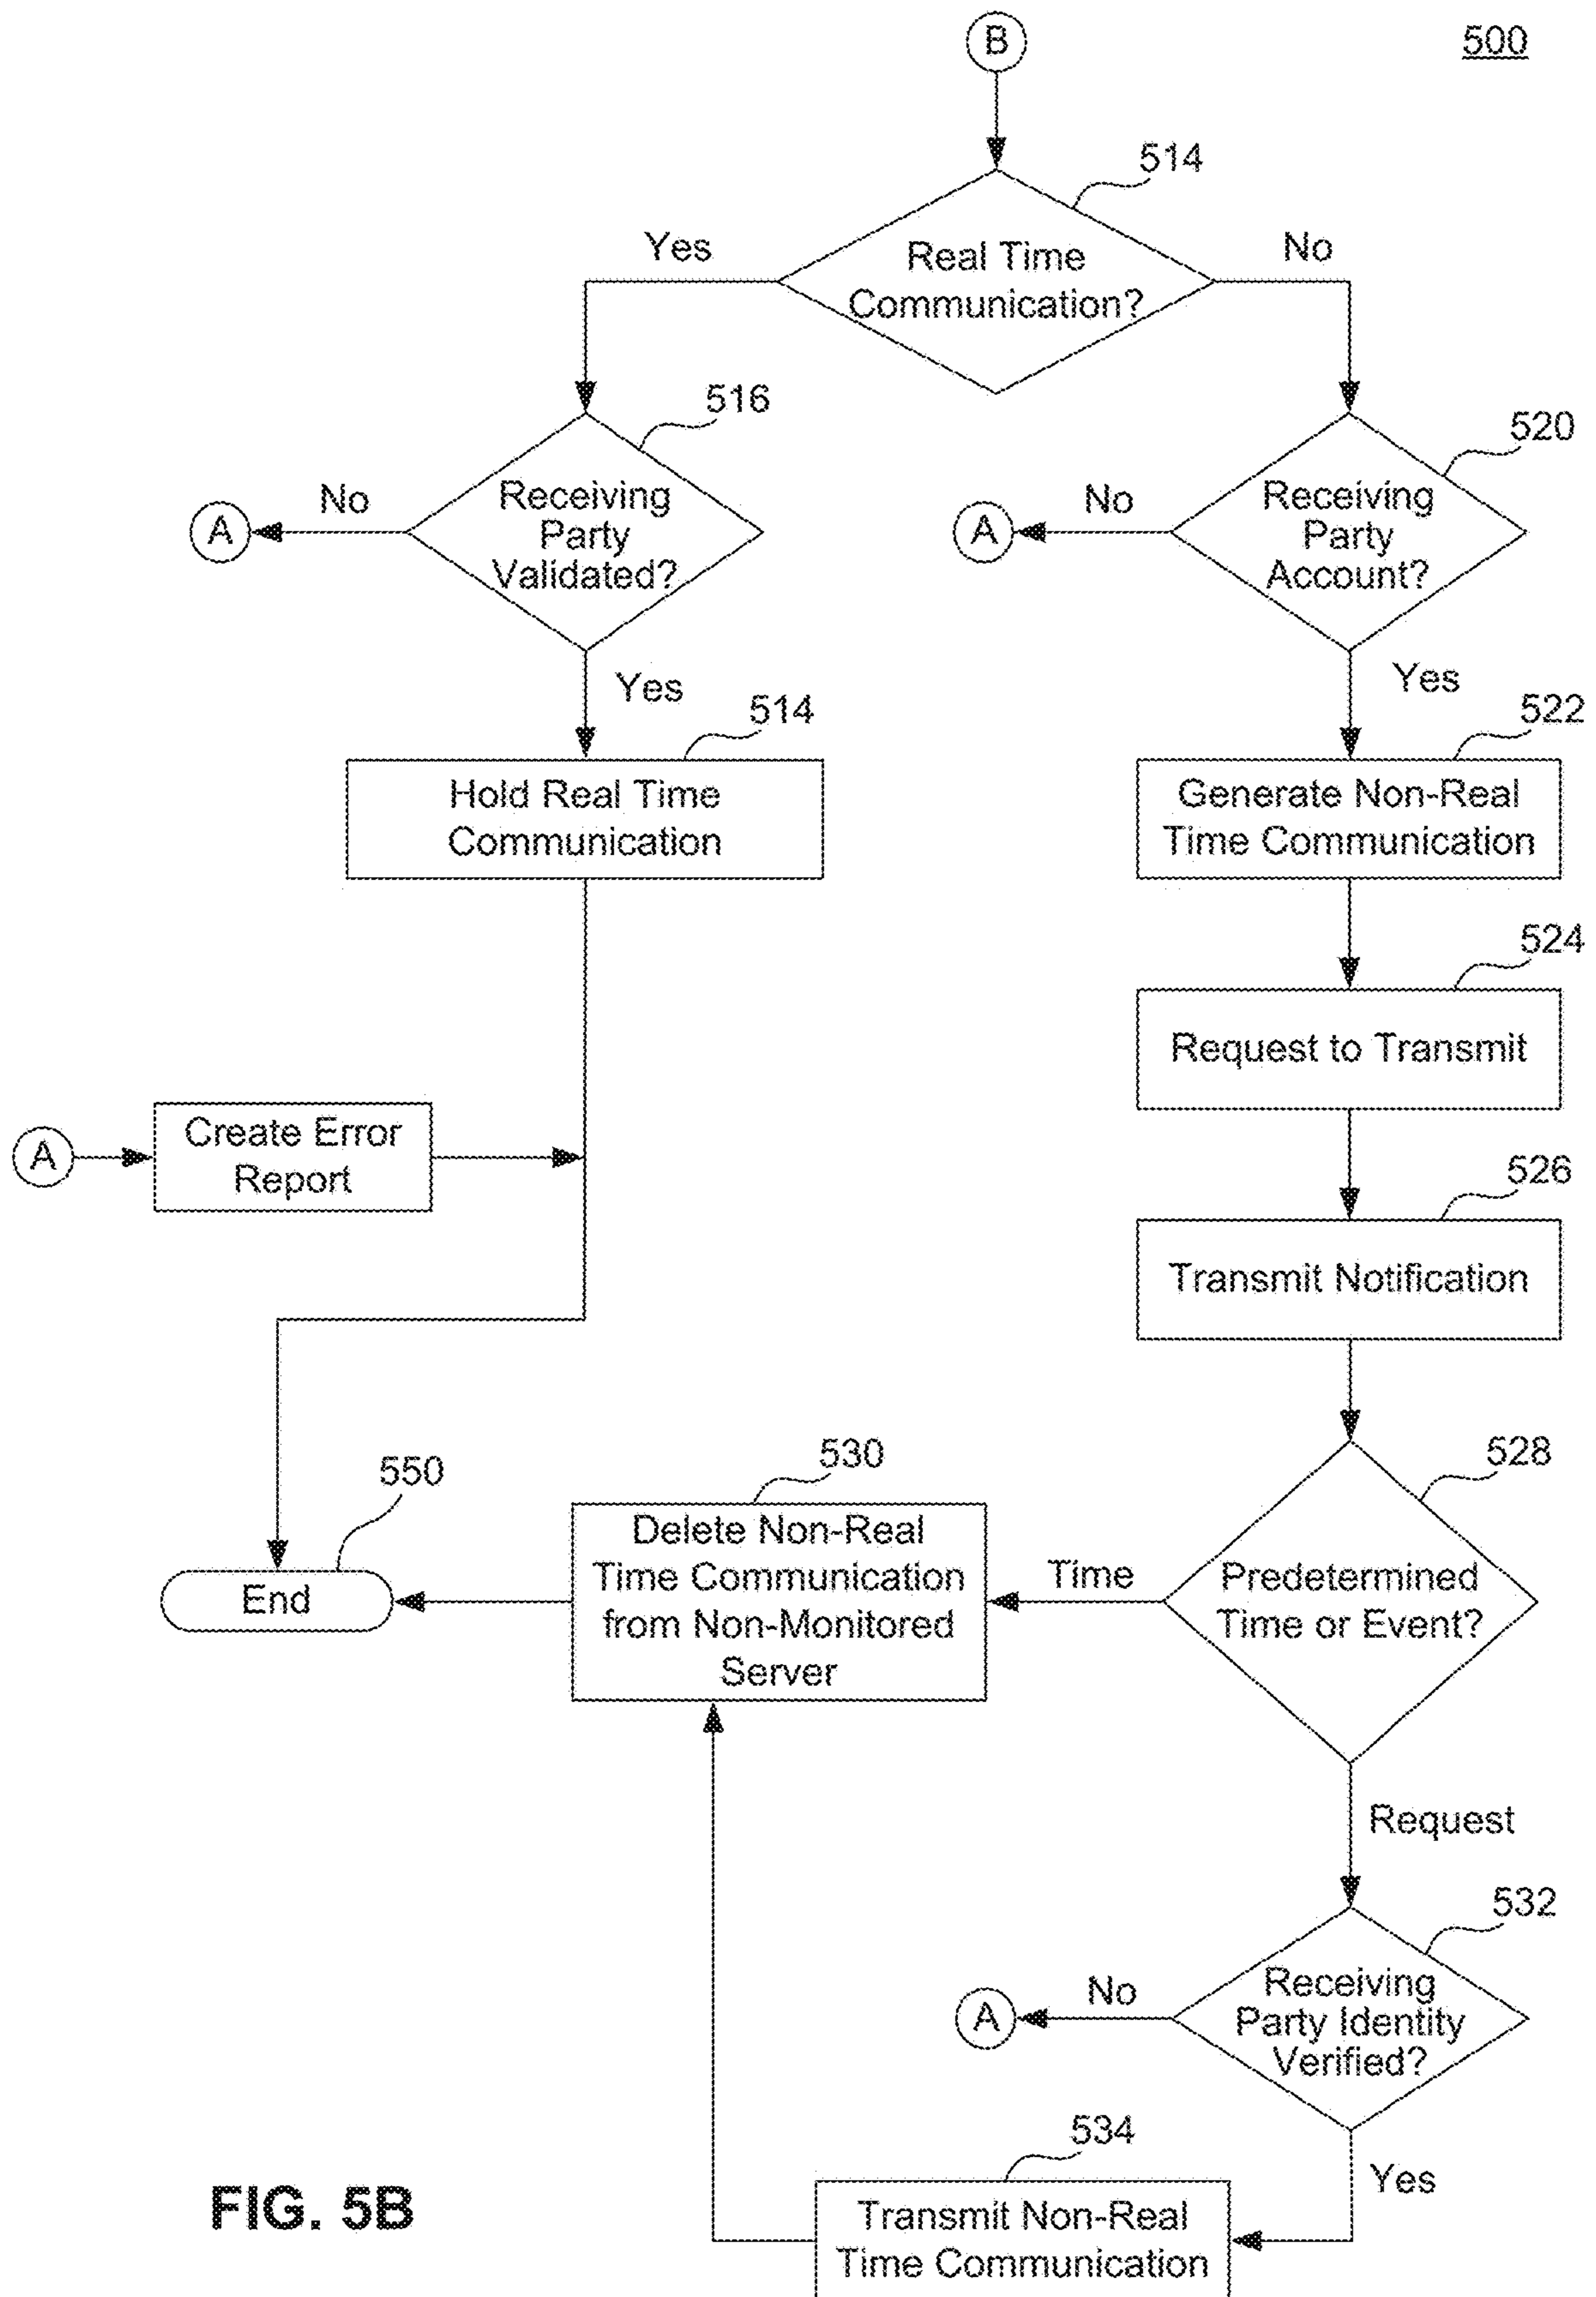 B
500
514
Yes
No
Real Time
Communication?
516
520
No
A
Receiving
Party
Validated?
No
A
Receiving
Party
Account?
Yes
Yes
514
522
Hold Real Time
Communication
Generate Non-Real
Time Communication
524
Request to Transmit
A
Create Error
Report
526
Transmit Notification
528
530
550
Delete Non-Real
Time Communication
from Non-Monitored
Server
Time
Predetermined
Time or Event?
End
Request
532
No
A
Receiving
Party Identity
Verified?
534
Yes
Transmit Non-Real
Time Communication
FIG. 5B